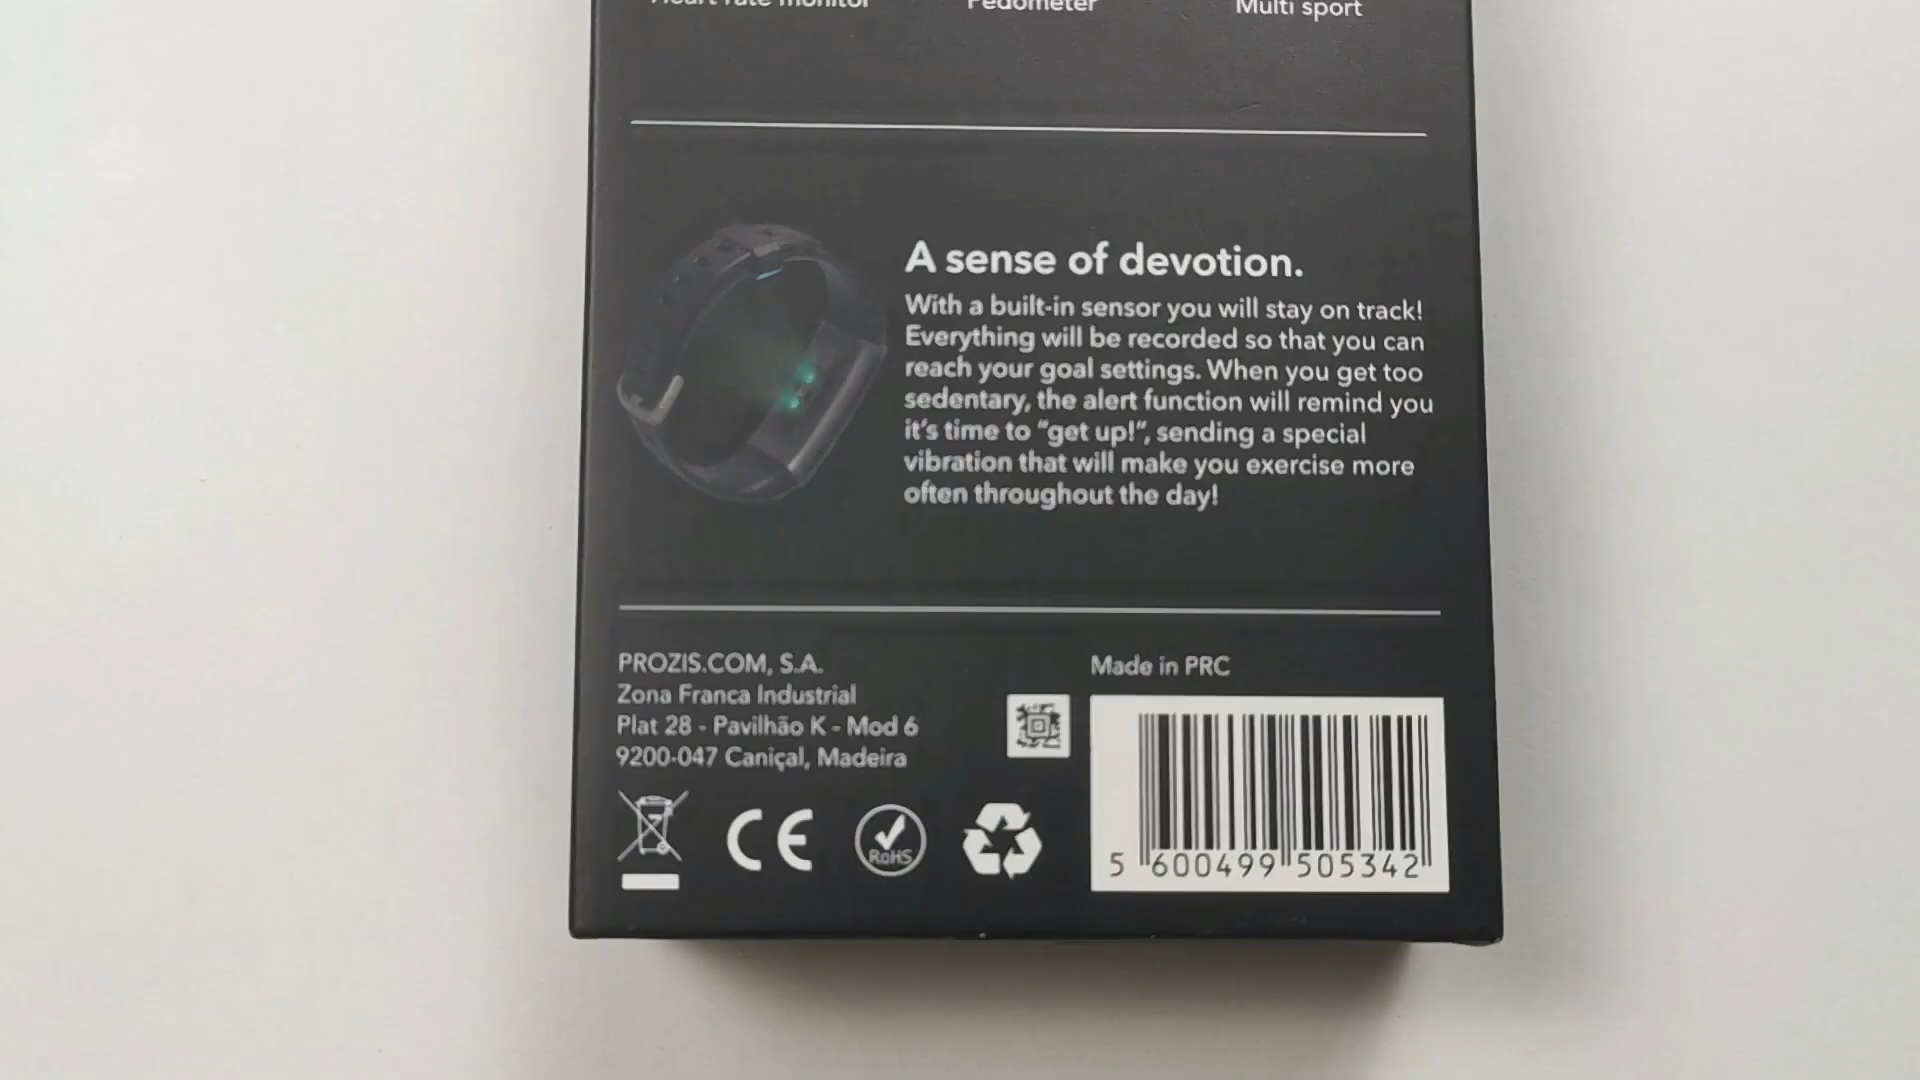 Heart rate monitor Pedometer Multi sport
A sense of devotion.
With a built-in sensor you will stay on track!
Everything will be recorded so that you can
reach your goal settings. When you get too
sedentary, the alert function will remind you
it's time to “get up!”, sending a special
vibration that will make you exercise more
often throughout the day!
PROZIS.COM, S.A.
Zona Franca Industrial
Plat 28 - Pavilhão K - Mod 6
9200-047 Caniçal, Madeira
Made in PRC
CE
RoHS
5 600499 505342